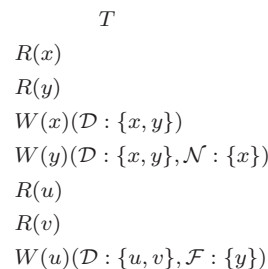 T
R(x)
R(y)
W(x)(𝒟 : {x, y})
W(y)(𝒟 : {x, y}, 𝒩 : {x})
R(u)
R(v)
W(u)(𝒟 : {u, v}, ℱ : {y})